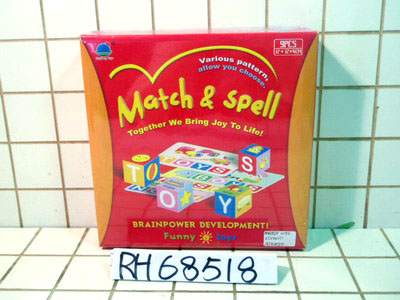 9PCS
Various pattern,
allow you choose.
Match & Spell
Together We Bring Joy To Life!
TOYS
S
T O Y
BRAINPOWER DEVELOPMENT!
Funny toys
RH68518